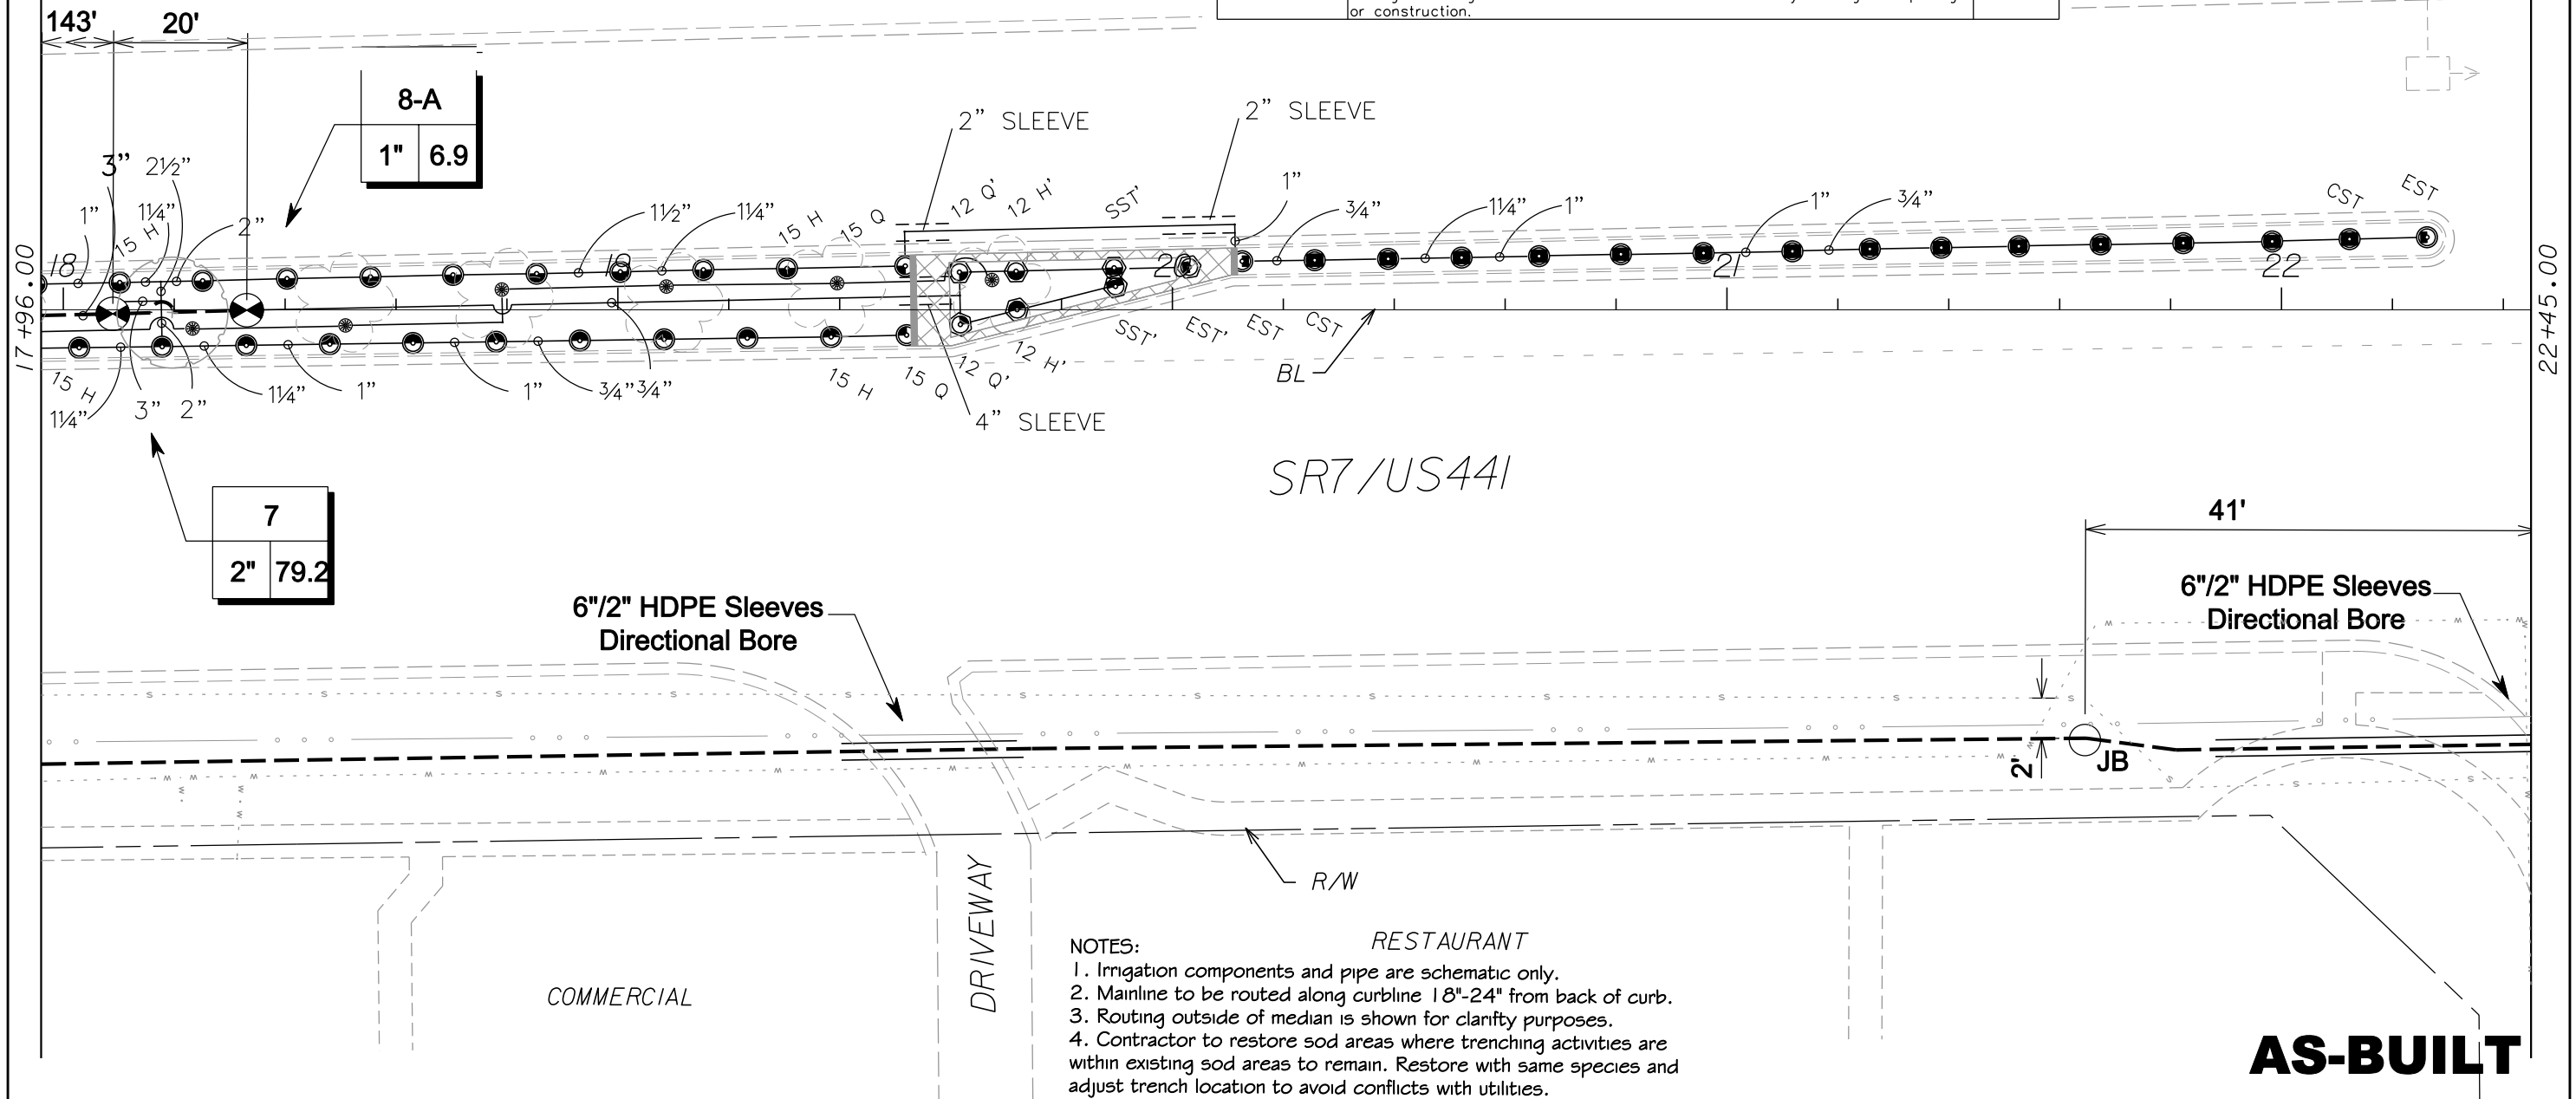 143'
20'
or construction.
8-A
1" 6.9
2” SLEEVE
2” SLEEVE
3”
2½”
1”
1¼”
15 H
2”
1½”
1¼”
15 H
15 Q
12 Q'
12 H'
SST'
1”
¾”
1¼”
1”
1”
¾”
CST
EST
17+96.00
18
19
21
22
22+45.00
15 H
1¼”
3”
2”
1¼”
1”
1”
¾”
¾”
15 H
15 Q
12 Q'
12 H'
SST'
EST'
EST
CST
BL
4” SLEEVE
SR7/US441
7
2" 79.2
41'
6"/2" HDPE Sleeves
Directional Bore
6"/2" HDPE Sleeves
Directional Bore
2'
JB
R/W
DRIVEWAY
COMMERCIAL
RESTAURANT
NOTES:
1. Irrigation components and pipe are schematic only.
2. Mainline to be routed along curbline 18"-24" from back of curb.
3. Routing outside of median is shown for clarifty purposes.
4. Contractor to restore sod areas where trenching activities are
within existing sod areas to remain. Restore with same species and
adjust trench location to avoid conflicts with utilities.
AS-BUILT